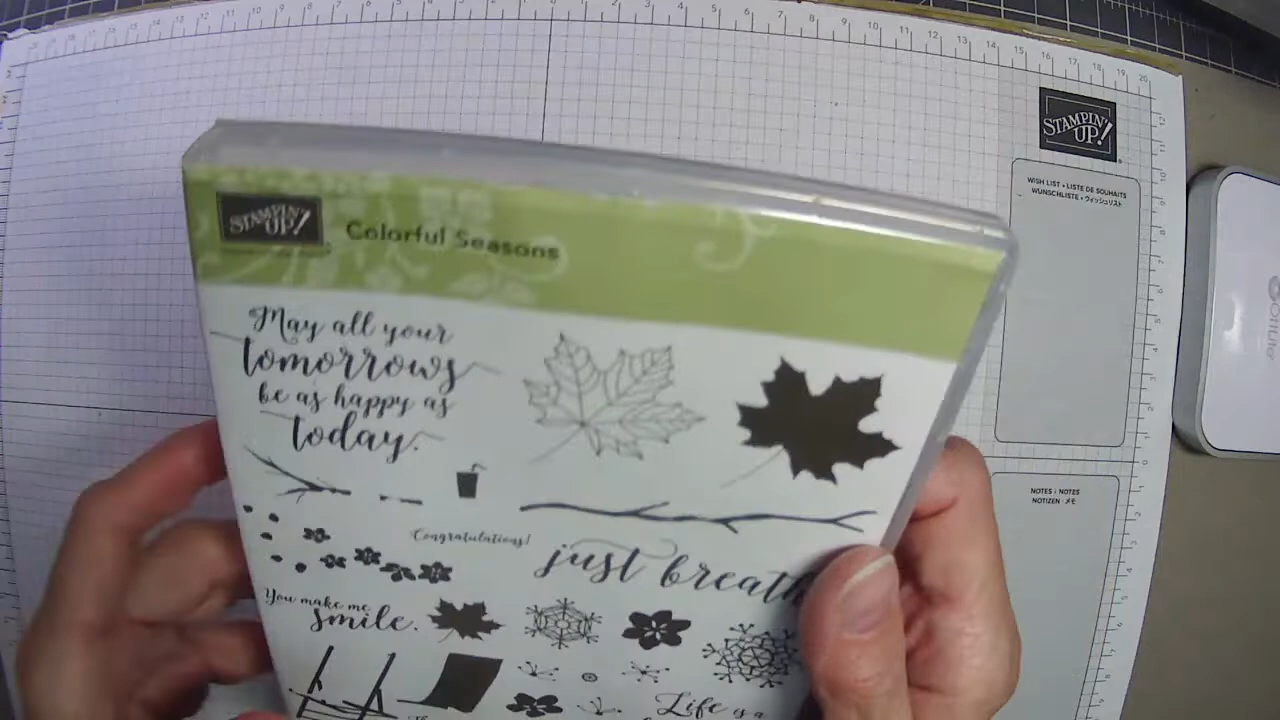 STAMPIN' UP!
WISH LIST • LISTE DE SOUHAITS
WUNSCHLISTE • ウィッシュリスト
NOTES • NOTES
NOTIZEN • メモ
STAMPIN' UP!
Colorful Seasons
May all your
tomorrows
be as happy as
today.
Congratulations!
just breath
You make me
smile.
Life is a